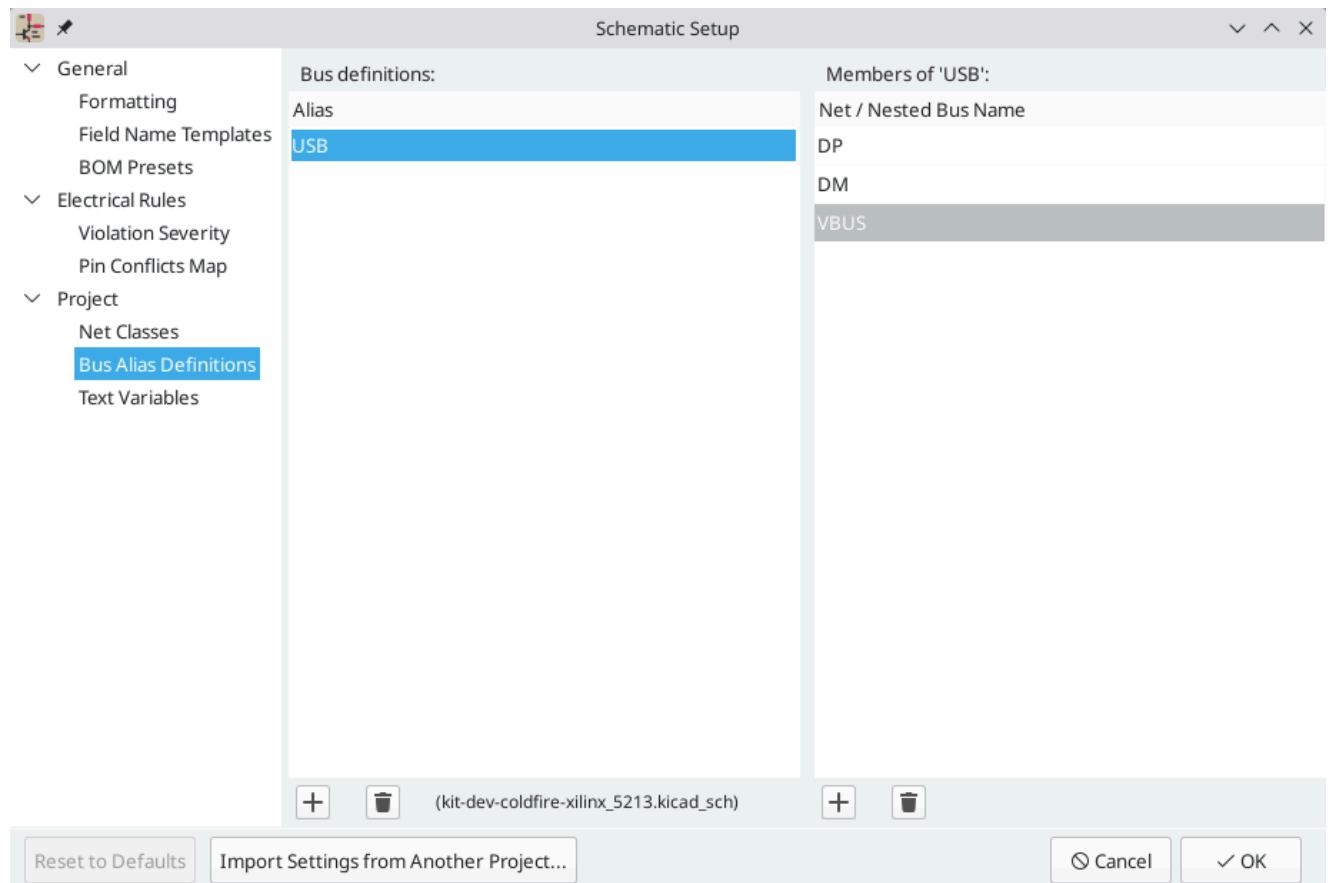 Schematic Setup
General
Formatting
Field Name Templates
BOM Presets
Electrical Rules
Violation Severity
Pin Conflicts Map
Project
Net Classes
Bus Alias Definitions
Text Variables
Bus definitions:
Alias
USB
(kit-dev-coldfire-xilinx_5213.kicad_sch)
Members of 'USB':
Net / Nested Bus Name
DP
DM
VBUS
Reset to Defaults
Import Settings from Another Project...
Cancel
OK